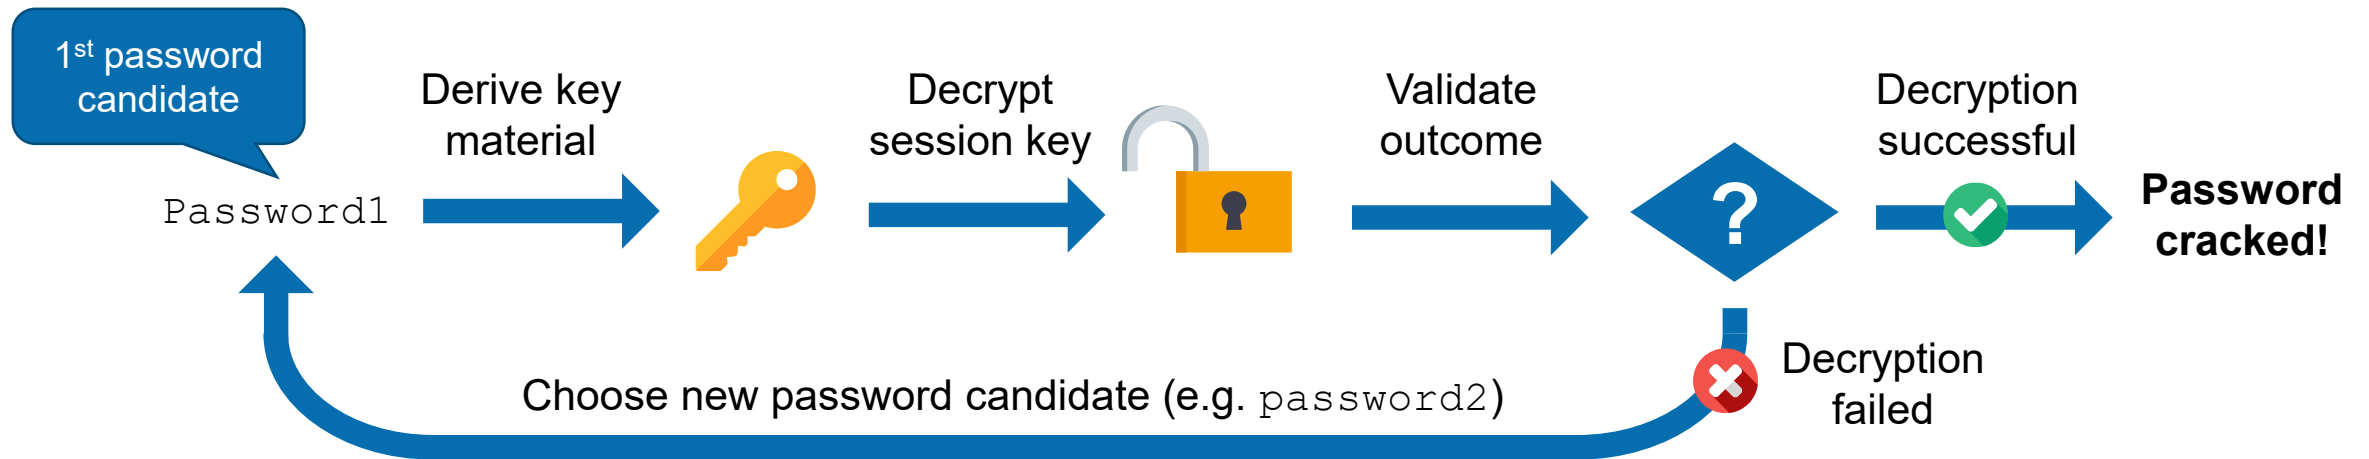 1st password
candidate
Password1
Derive key
material
Decrypt
session key
Validate
outcome
?
Decryption
successful
Password
cracked!
Decryption
failed
Choose new password candidate (e.g. password2)